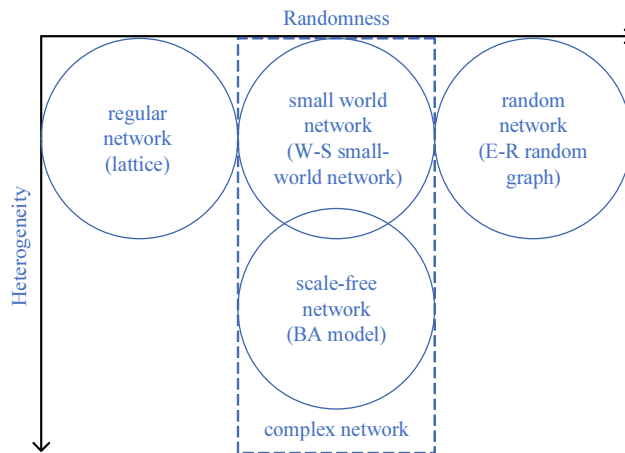 Randomness
Heterogeneity
regular
network
(lattice)
small world
network
(W-S small-
world network)
random
network
(E-R random
graph)
scale-free
network
(BA model)
complex network